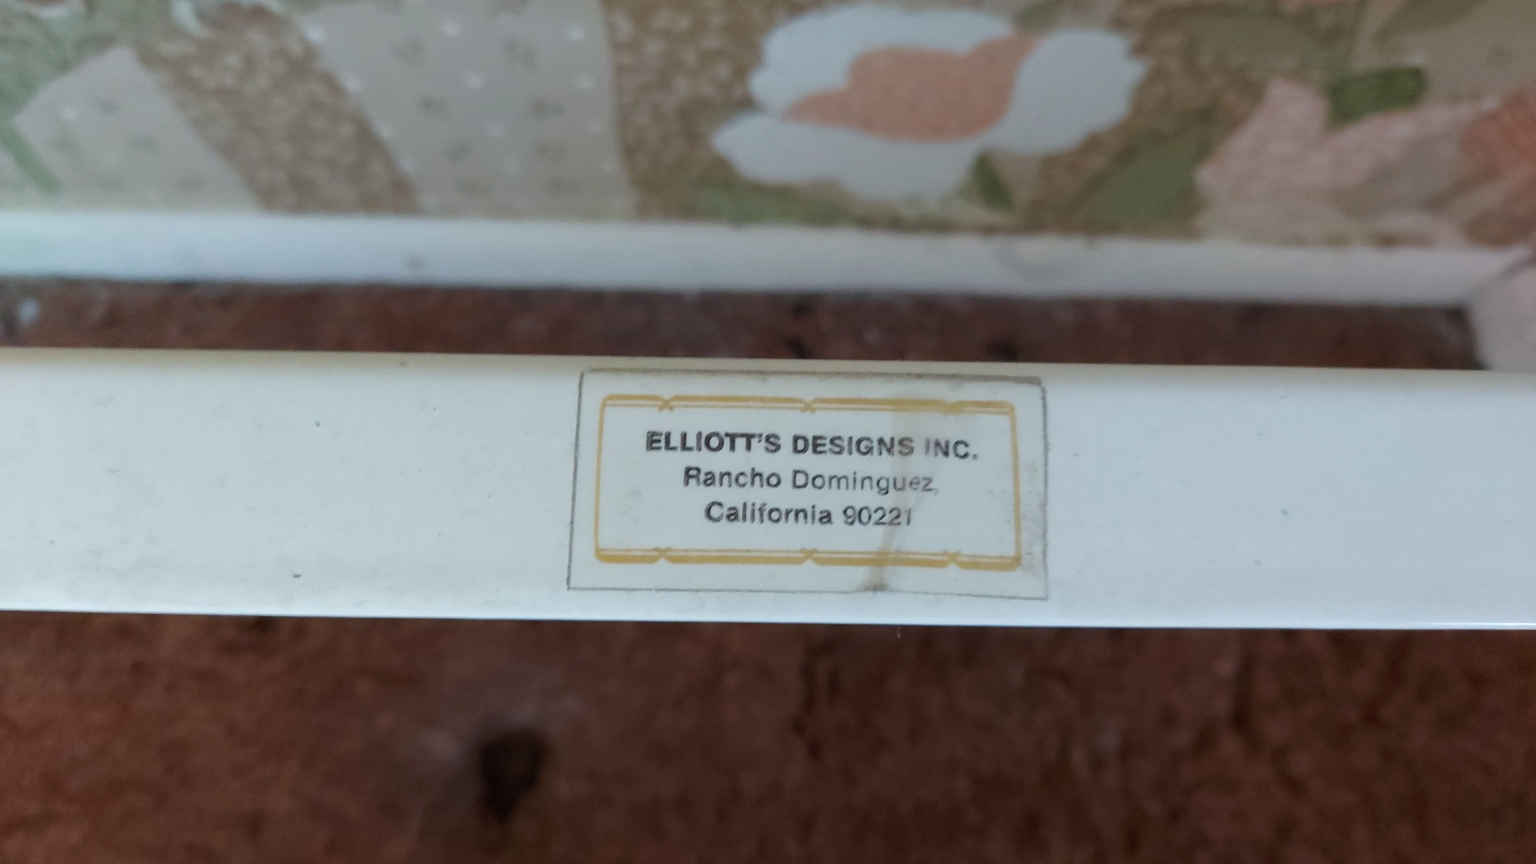 ELLIOTT'S DESIGNS INC.
Rancho Dominguez,
California 90221